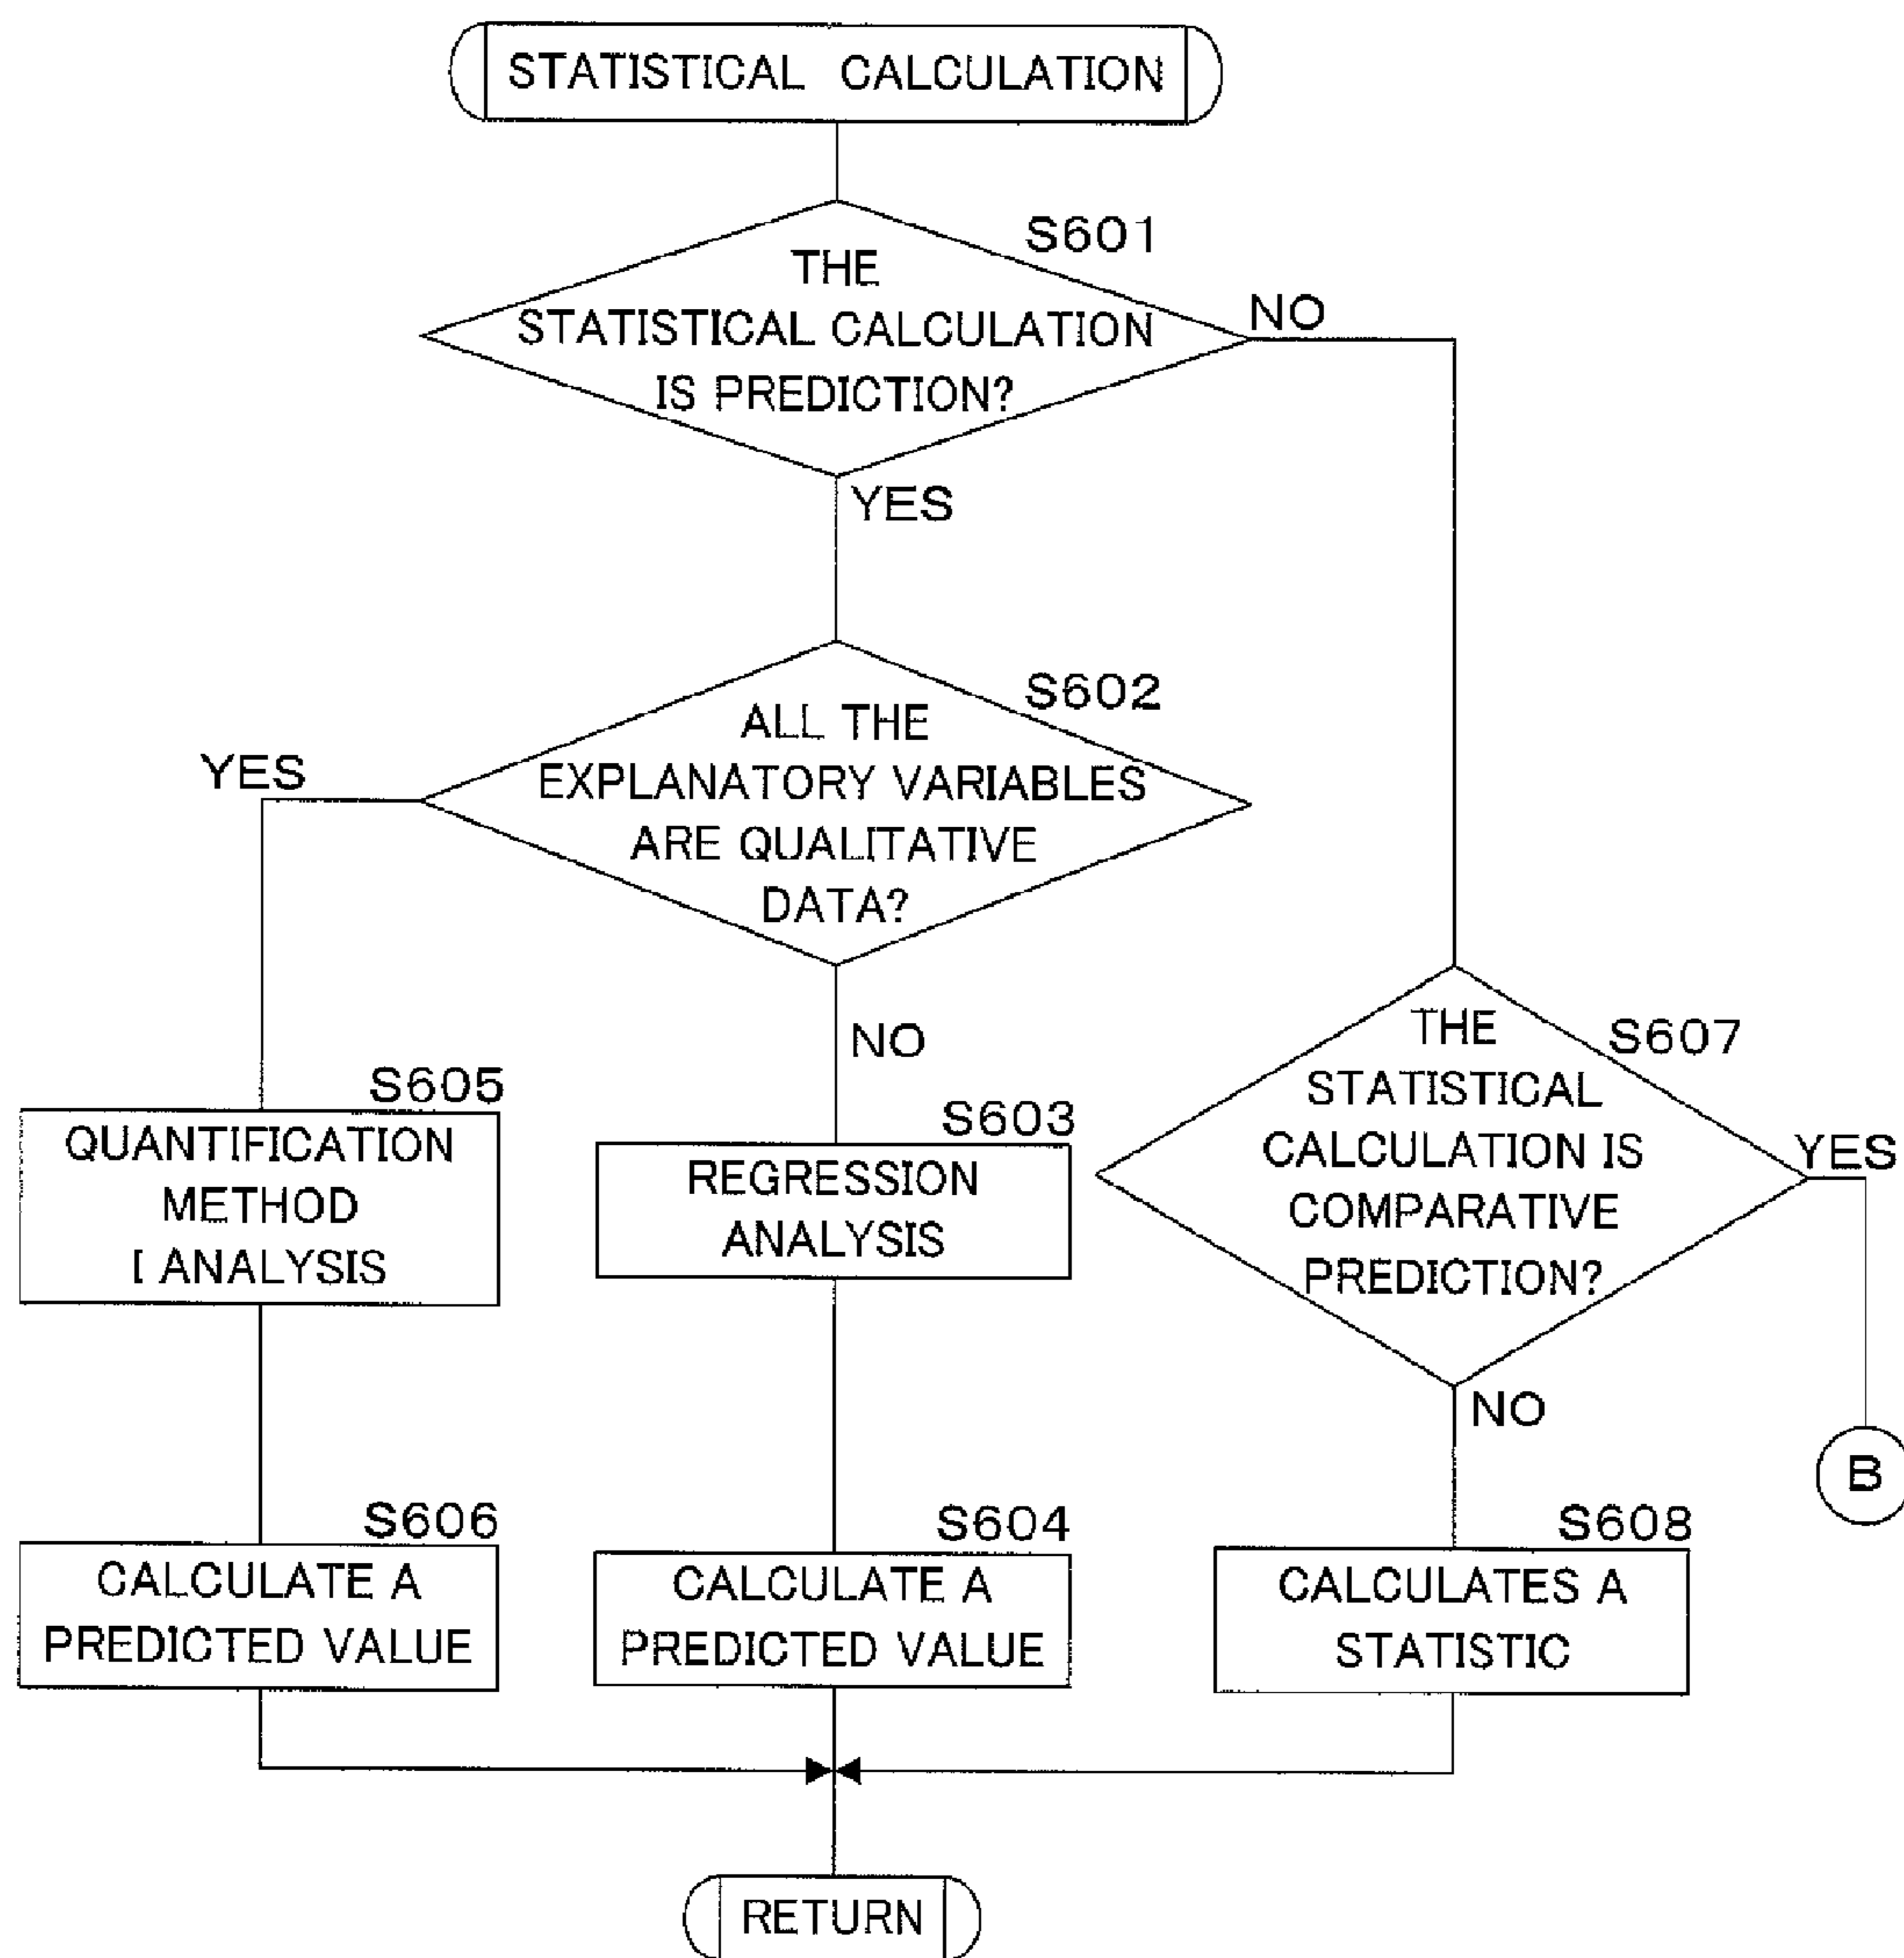 STATISTICAL CALCULATION
S601
THE
STATISTICAL CALCULATION
IS PREDICTION?
NO
YES
S602
ALL THE
EXPLANATORY VARIABLES
ARE QUALITATIVE
DATA?
YES
NO
S607
THE
STATISTICAL
CALCULATION IS
COMPARATIVE
PREDICTION?
YES
NO
B
S605
QUANTIFICATION
METHOD
I ANALYSIS
S603
REGRESSION
ANALYSIS
S606
CALCULATE A
PREDICTED VALUE
S604
CALCULATE A
PREDICTED VALUE
S608
CALCULATES A
STATISTIC
RETURN